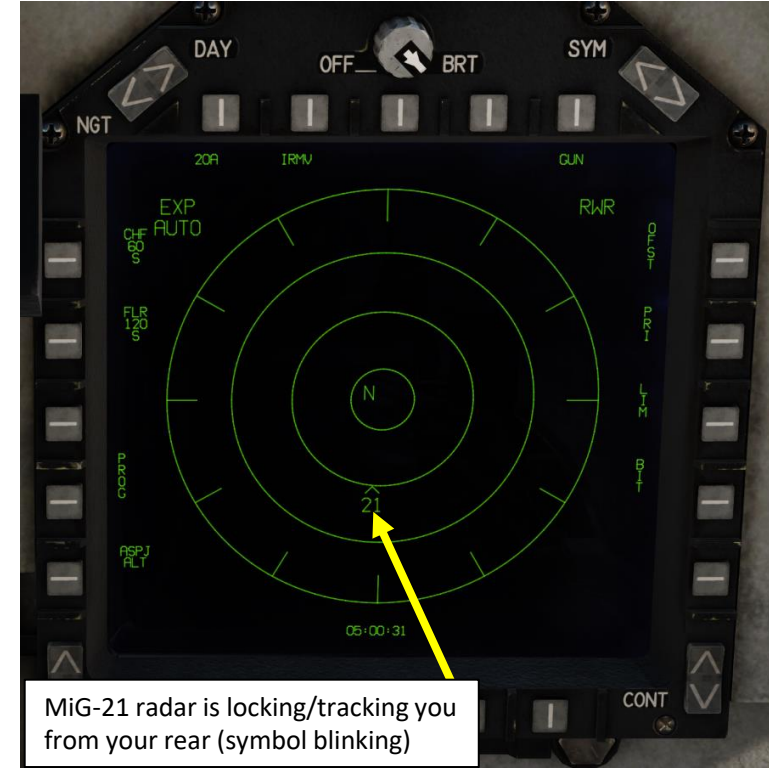 DAY
OFF
BRT
SYM
NGT
20A IRMV GUN
EXP
AUTO
RWR
CHF
60
S
OFST
FLR
120
S
PRI
LIM
N
PROG
BIT
21
ASPJ
ALT
05:00:31
CONT
MiG-21 radar is locking/tracking you
from your rear (symbol blinking)